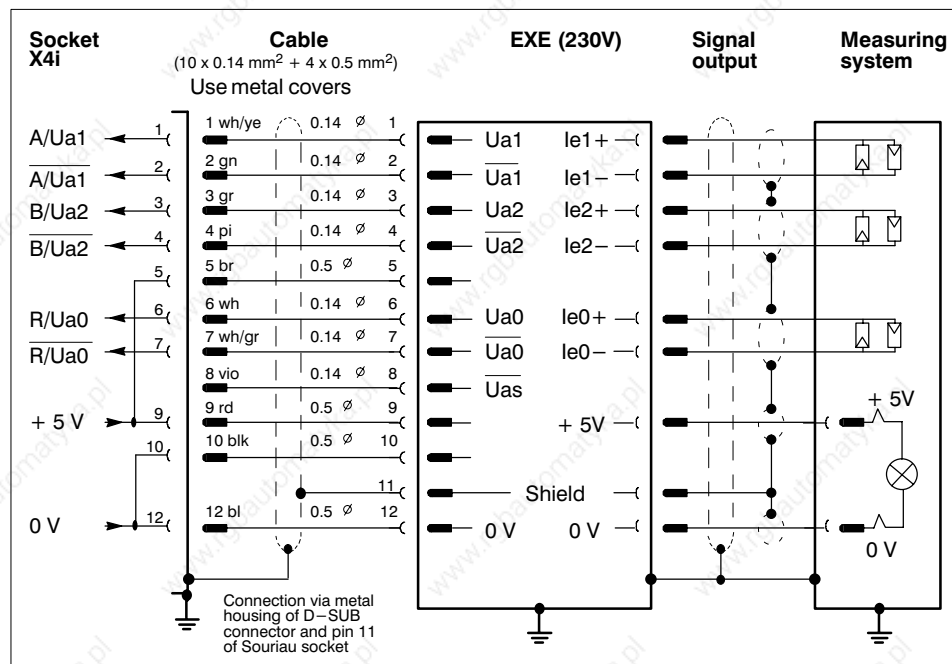 Socket X4i
Cable
(10 x 0.14 mm² + 4 x 0.5 mm²)
Use metal covers
EXE (230V)
Signal output
Measuring system
A/Ua1 1 1 wh/ye 0.14 ⌀ 1 Ua1 Ie1+
A/Ua1 2 2 gn 0.14 ⌀ 2 Ua1 Ie1−
B/Ua2 3 3 gr 0.14 ⌀ 3 Ua2 Ie2+
B/Ua2 4 4 pi 0.14 ⌀ 4 Ua2 Ie2−
5 5 br 0.5 ⌀ 5
R/Ua0 6 6 wh 0.14 ⌀ 6 Ua0 Ie0+
R/Ua0 7 7 wh/gr 0.14 ⌀ 7 Ua0 Ie0−
8 vio 0.14 ⌀ 8 Uas
+ 5 V 9 9 rd 0.5 ⌀ 9 + 5V + 5V
10 10 blk 0.5 ⌀ 10
11 Shield
0 V 12 12 bl 0.5 ⌀ 12 0 V 0 V 0 V
Connection via metal
housing of D−SUB
connector and pin 11
of Souriau socket
www.rgbautomatyka.pl